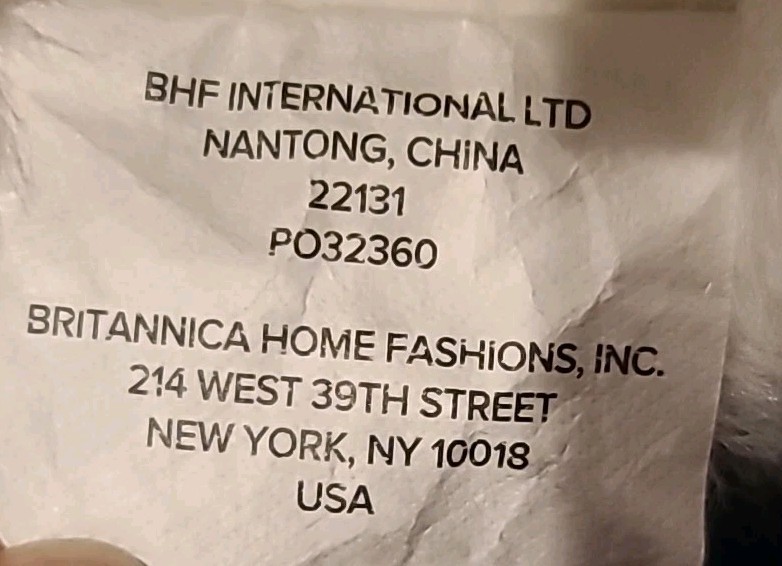 BHF INTERNATIONAL LTD
NANTONG, CHINA
22131
PO32360
BRITANNICA HOME FASHIONS, INC.
214 WEST 39TH STREET
NEW YORK, NY 10018
USA